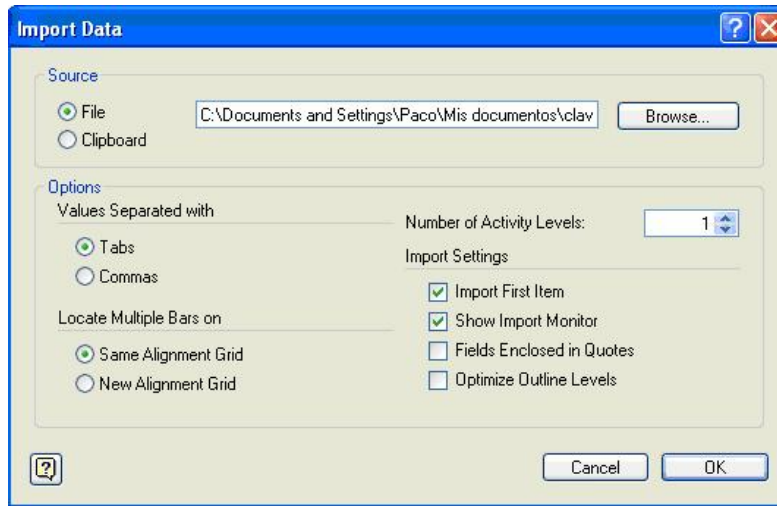 Import Data
Source
File
C:\Documents and Settings\Paco\Mis documentos\clav
Browse...
Clipboard
Options
Values Separated with
Tabs
Commas
Locate Multiple Bars on
Same Alignment Grid
New Alignment Grid
Number of Activity Levels: 1
Import Settings
Import First Item
Show Import Monitor
Fields Enclosed in Quotes
Optimize Outline Levels
Cancel
OK